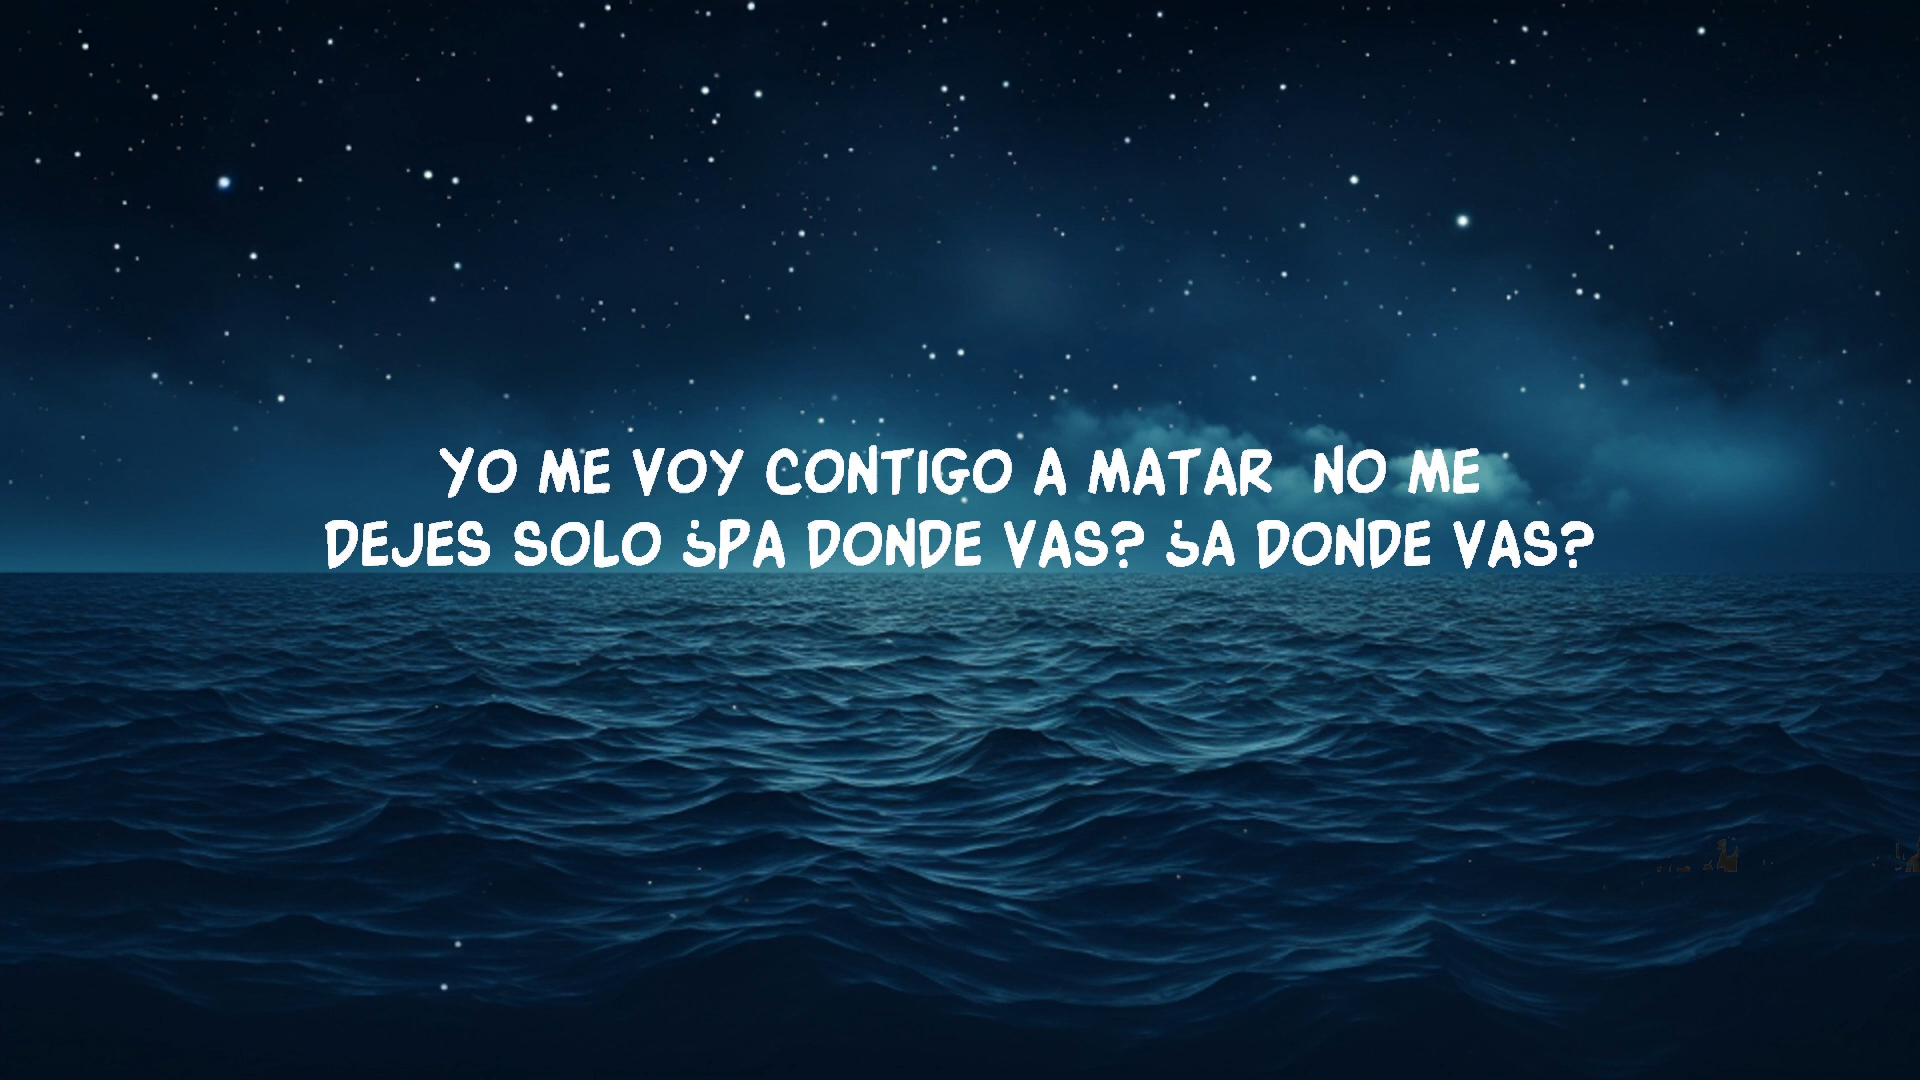 YO ME VOY CONTIGO A MATAR  NO ME
DEJES SOLO ¿PA DONDE VAS? ¿A DONDE VAS?